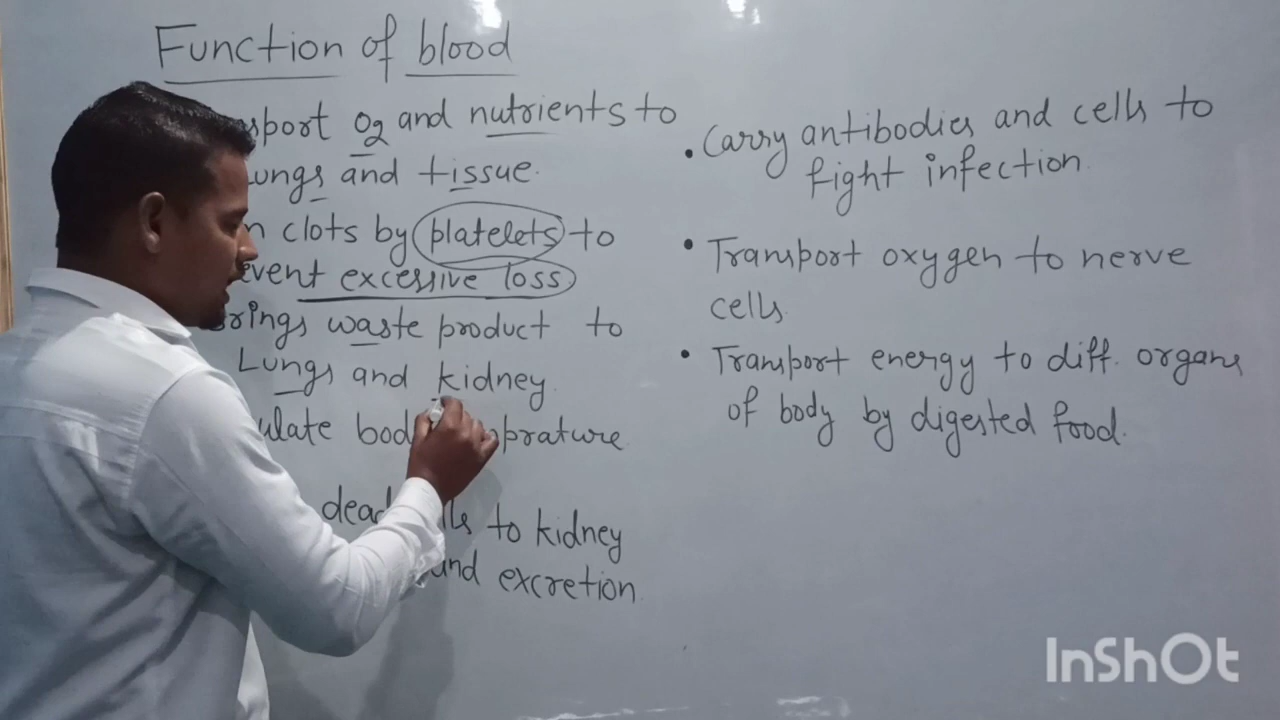 Function of blood
sport O2 and nutrients to
ungs and tissue.
n clots by platelets to
event excessive loss
rings waste product to
Lungs and kidney.
ulate bod prature
dead lls to kidney
and excretion.
• Carry antibodies and cells to
fight infection.
• Transport oxygen to nerve
cells.
• Transport energy to diff. organs
of body by digested food.
InShOt